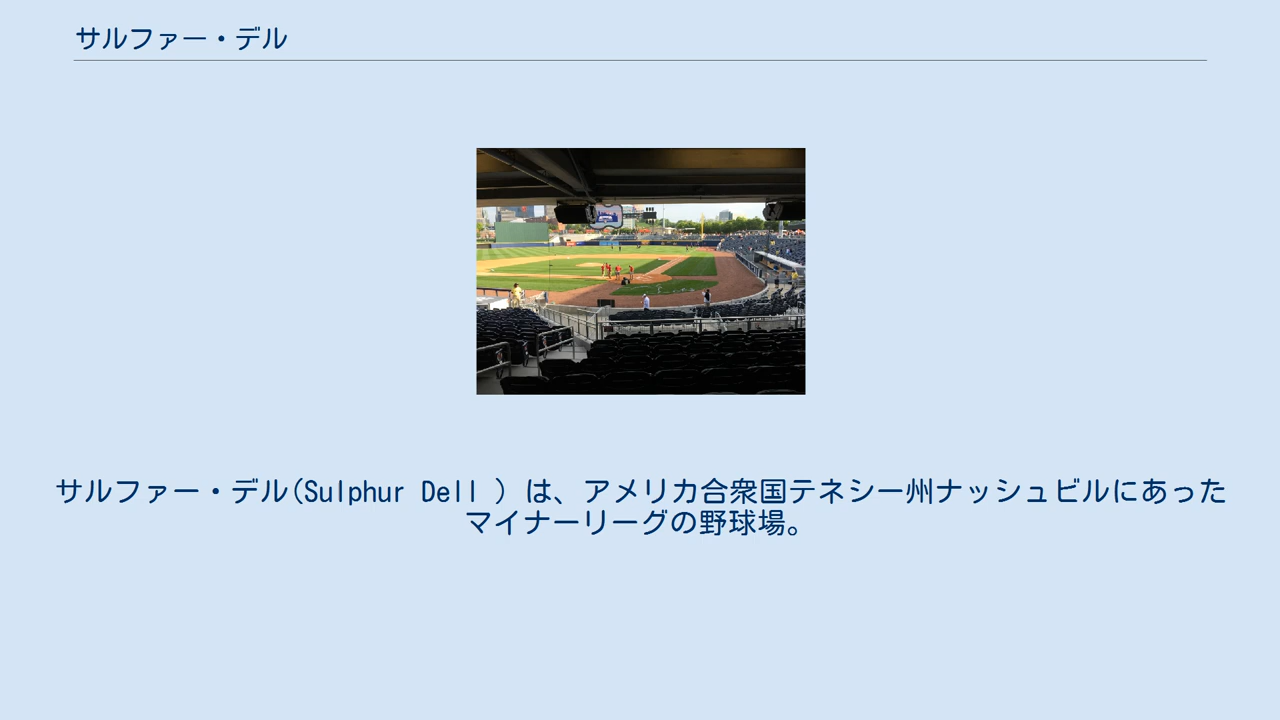 サルファー・デル
サルファー・デル(Sulphur Dell ) は、アメリカ合衆国テネシー州ナッシュビルにあった
マイナーリーグの野球場。